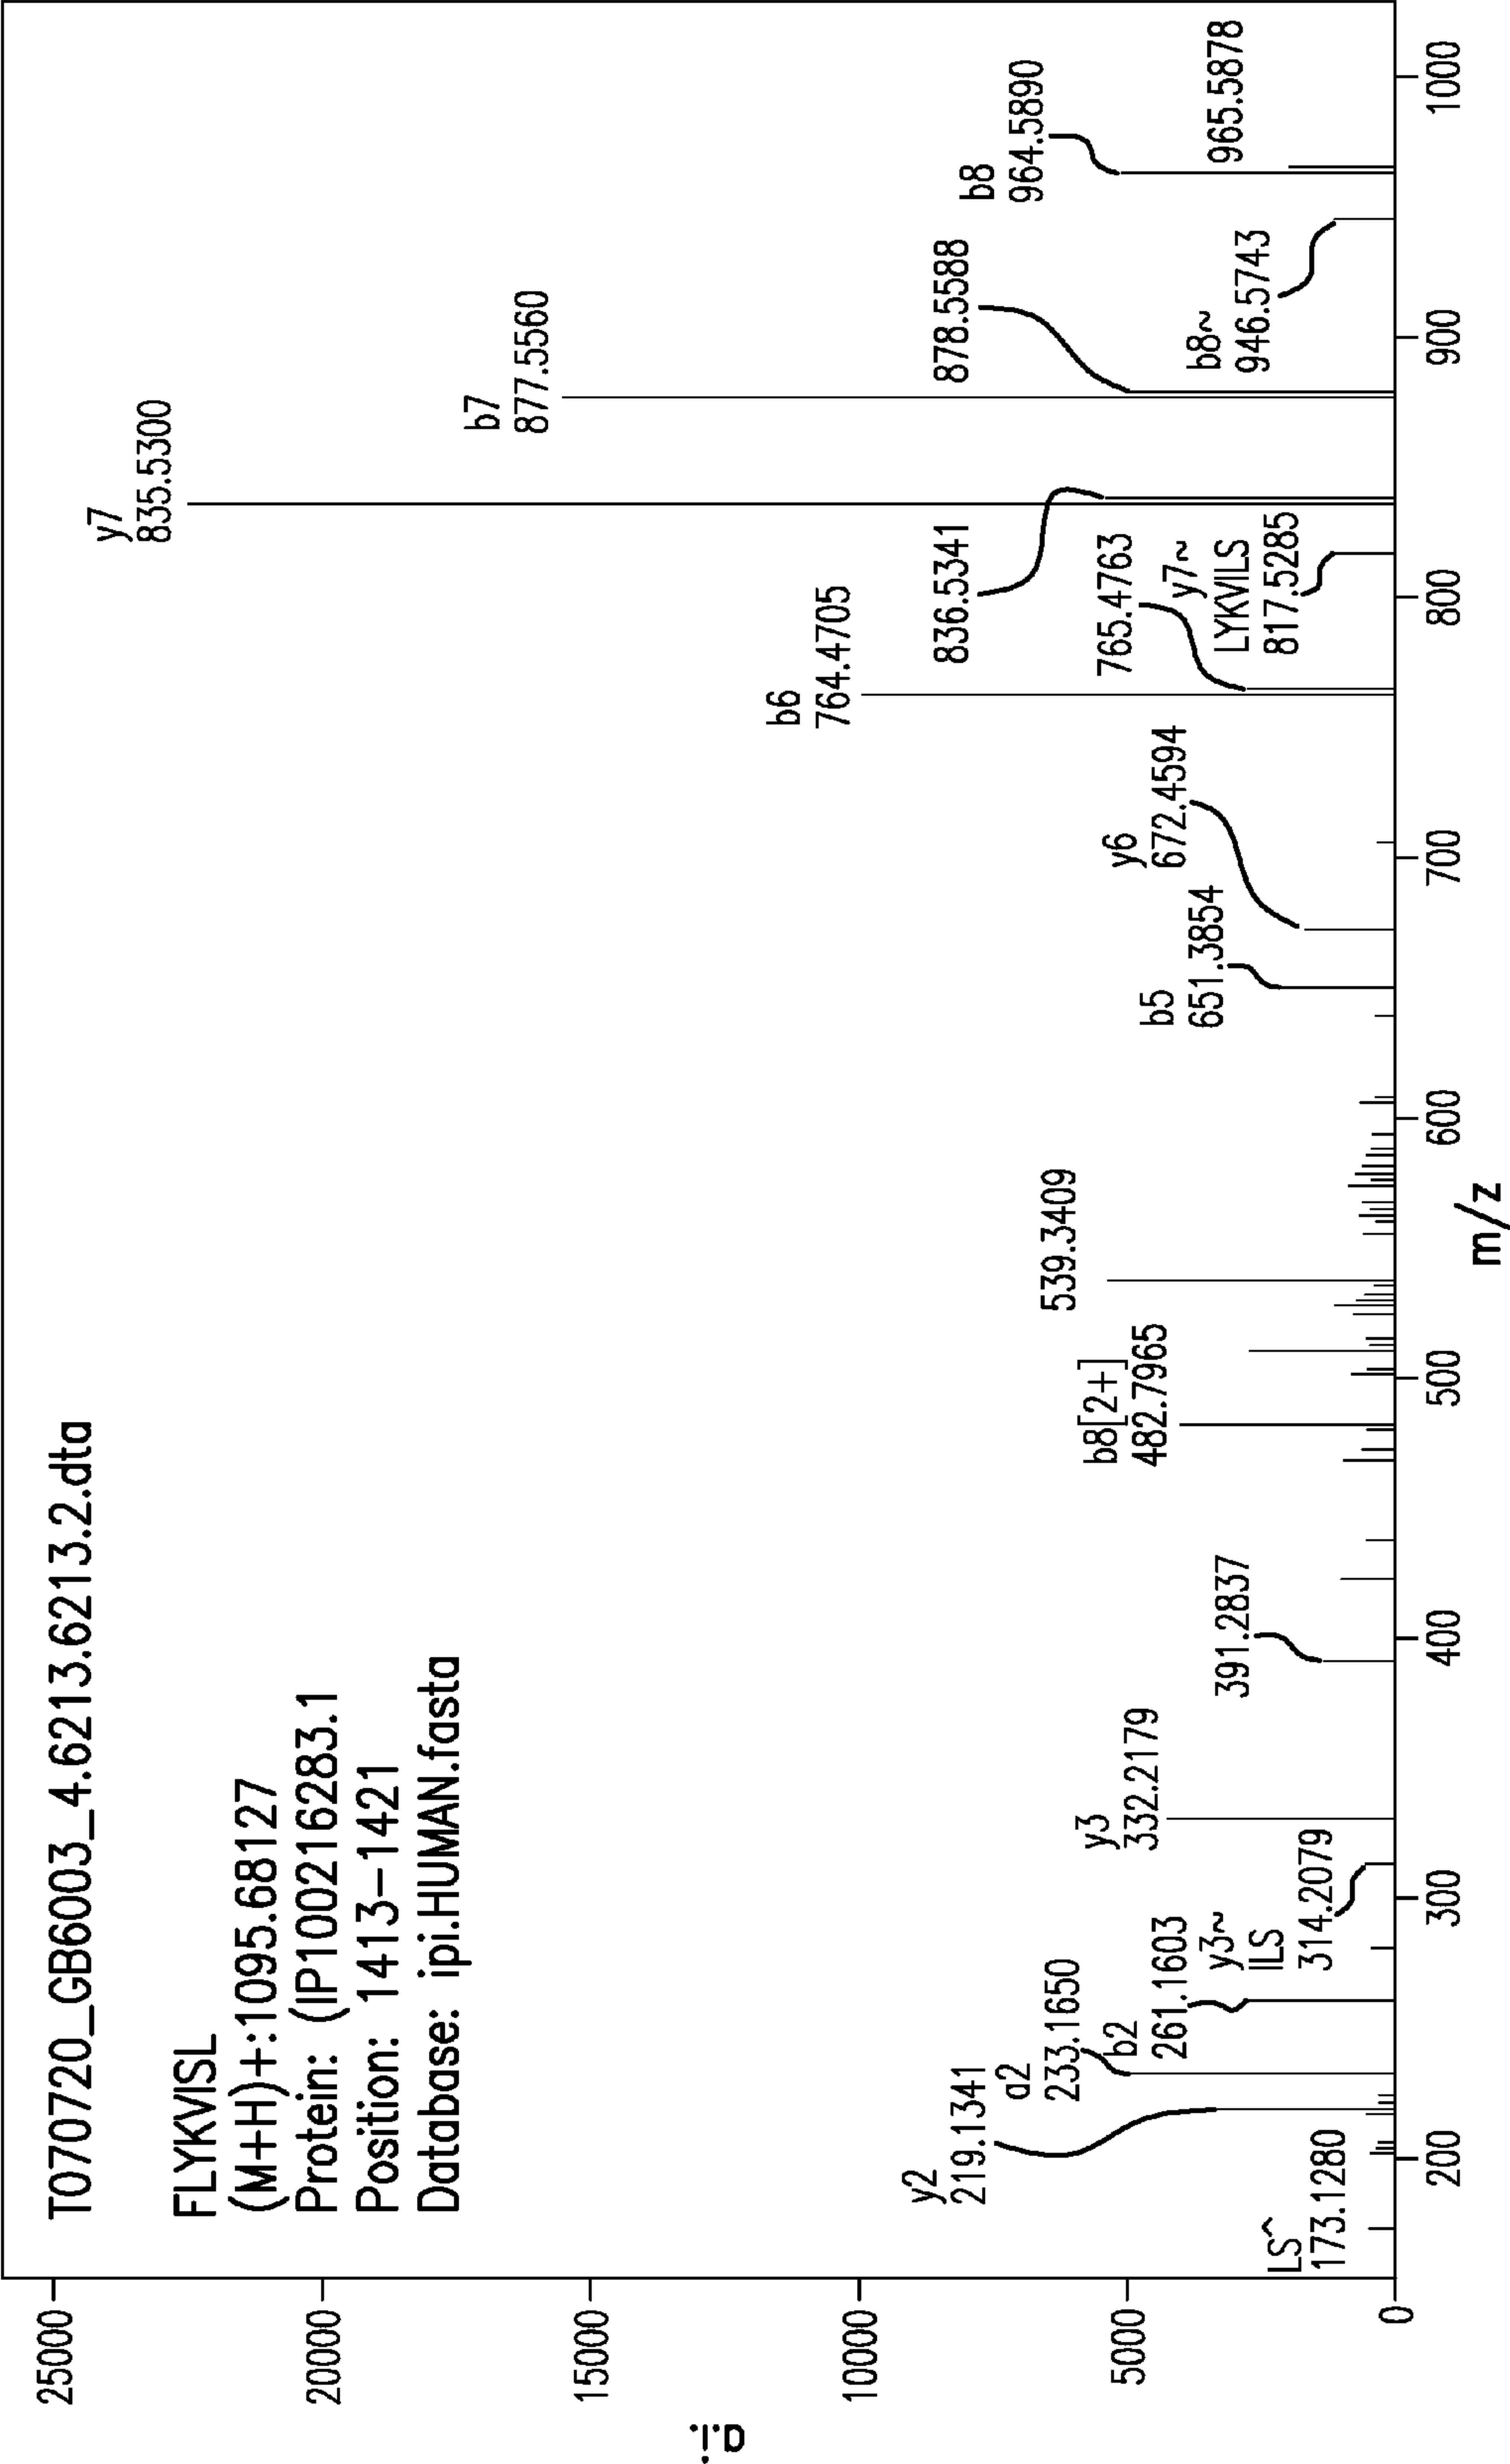 T070720_GB6003_4.6213.6213.2.dta
FLYKVISL
(M+H)+:1095.68127
Protein: (IP100216283.1
Position: 1413-1421
Database: ipi.HUMAN.fasta
a.i.
25000
20000
15000
10000
5000
0
LS^
173.1280
y2
219.1341
a2
233.1650
b2
261.1603
y3~
ILS
314.2079
y3
332.2179
391.2837
b8[2+]
482.7965
539.3409
b5
651.3854
y6
672.4594
b6
764.4705
765.4763
y7~
LYKVILS
817.5285
y7
835.5300
836.5341
b7
877.5560
878.5588
b8~
946.5743
b8
964.5890
965.5878
200
300
400
500
600
700
800
900
1000
m/z